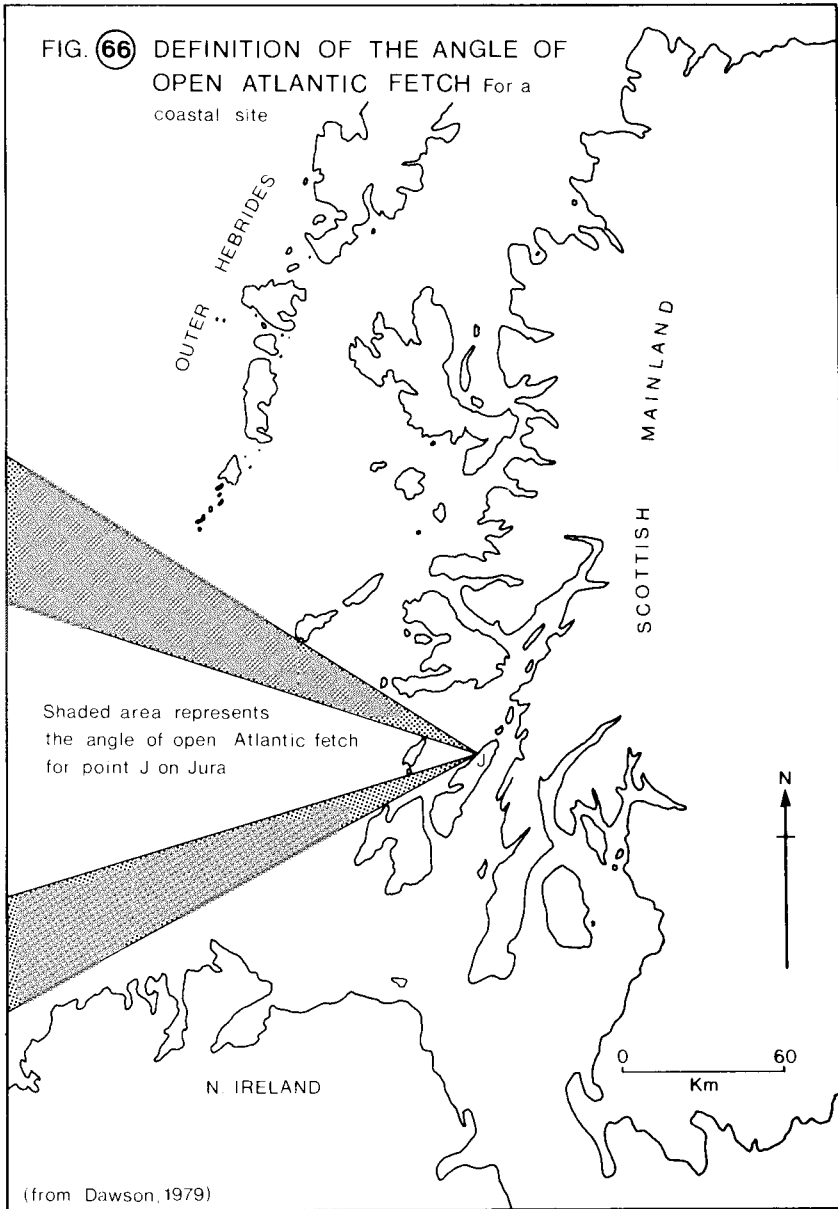 FIG. 66 DEFINITION OF THE ANGLE OF
OPEN ATLANTIC FETCH For a
coastal site
OUTER HEBRIDES
SCOTTISH MAINLAND
Shaded area represents
the angle of open Atlantic fetch
for point J on Jura
J
N
0 60
Km
N. IRELAND
(from Dawson, 1979)